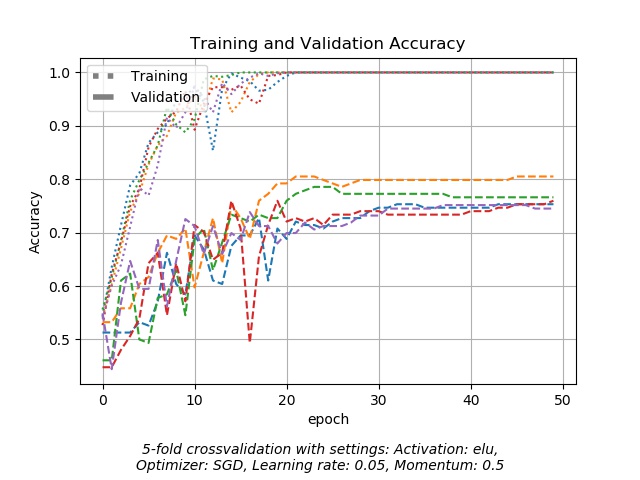 Training and Validation Accuracy
Training
Validation
1.0
0.9
0.8
0.7
0.6
0.5
Accuracy
0 10 20 30 40 50
epoch
5-fold crossvalidation with settings: Activation: elu,
Optimizer: SGD, Learning rate: 0.05, Momentum: 0.5